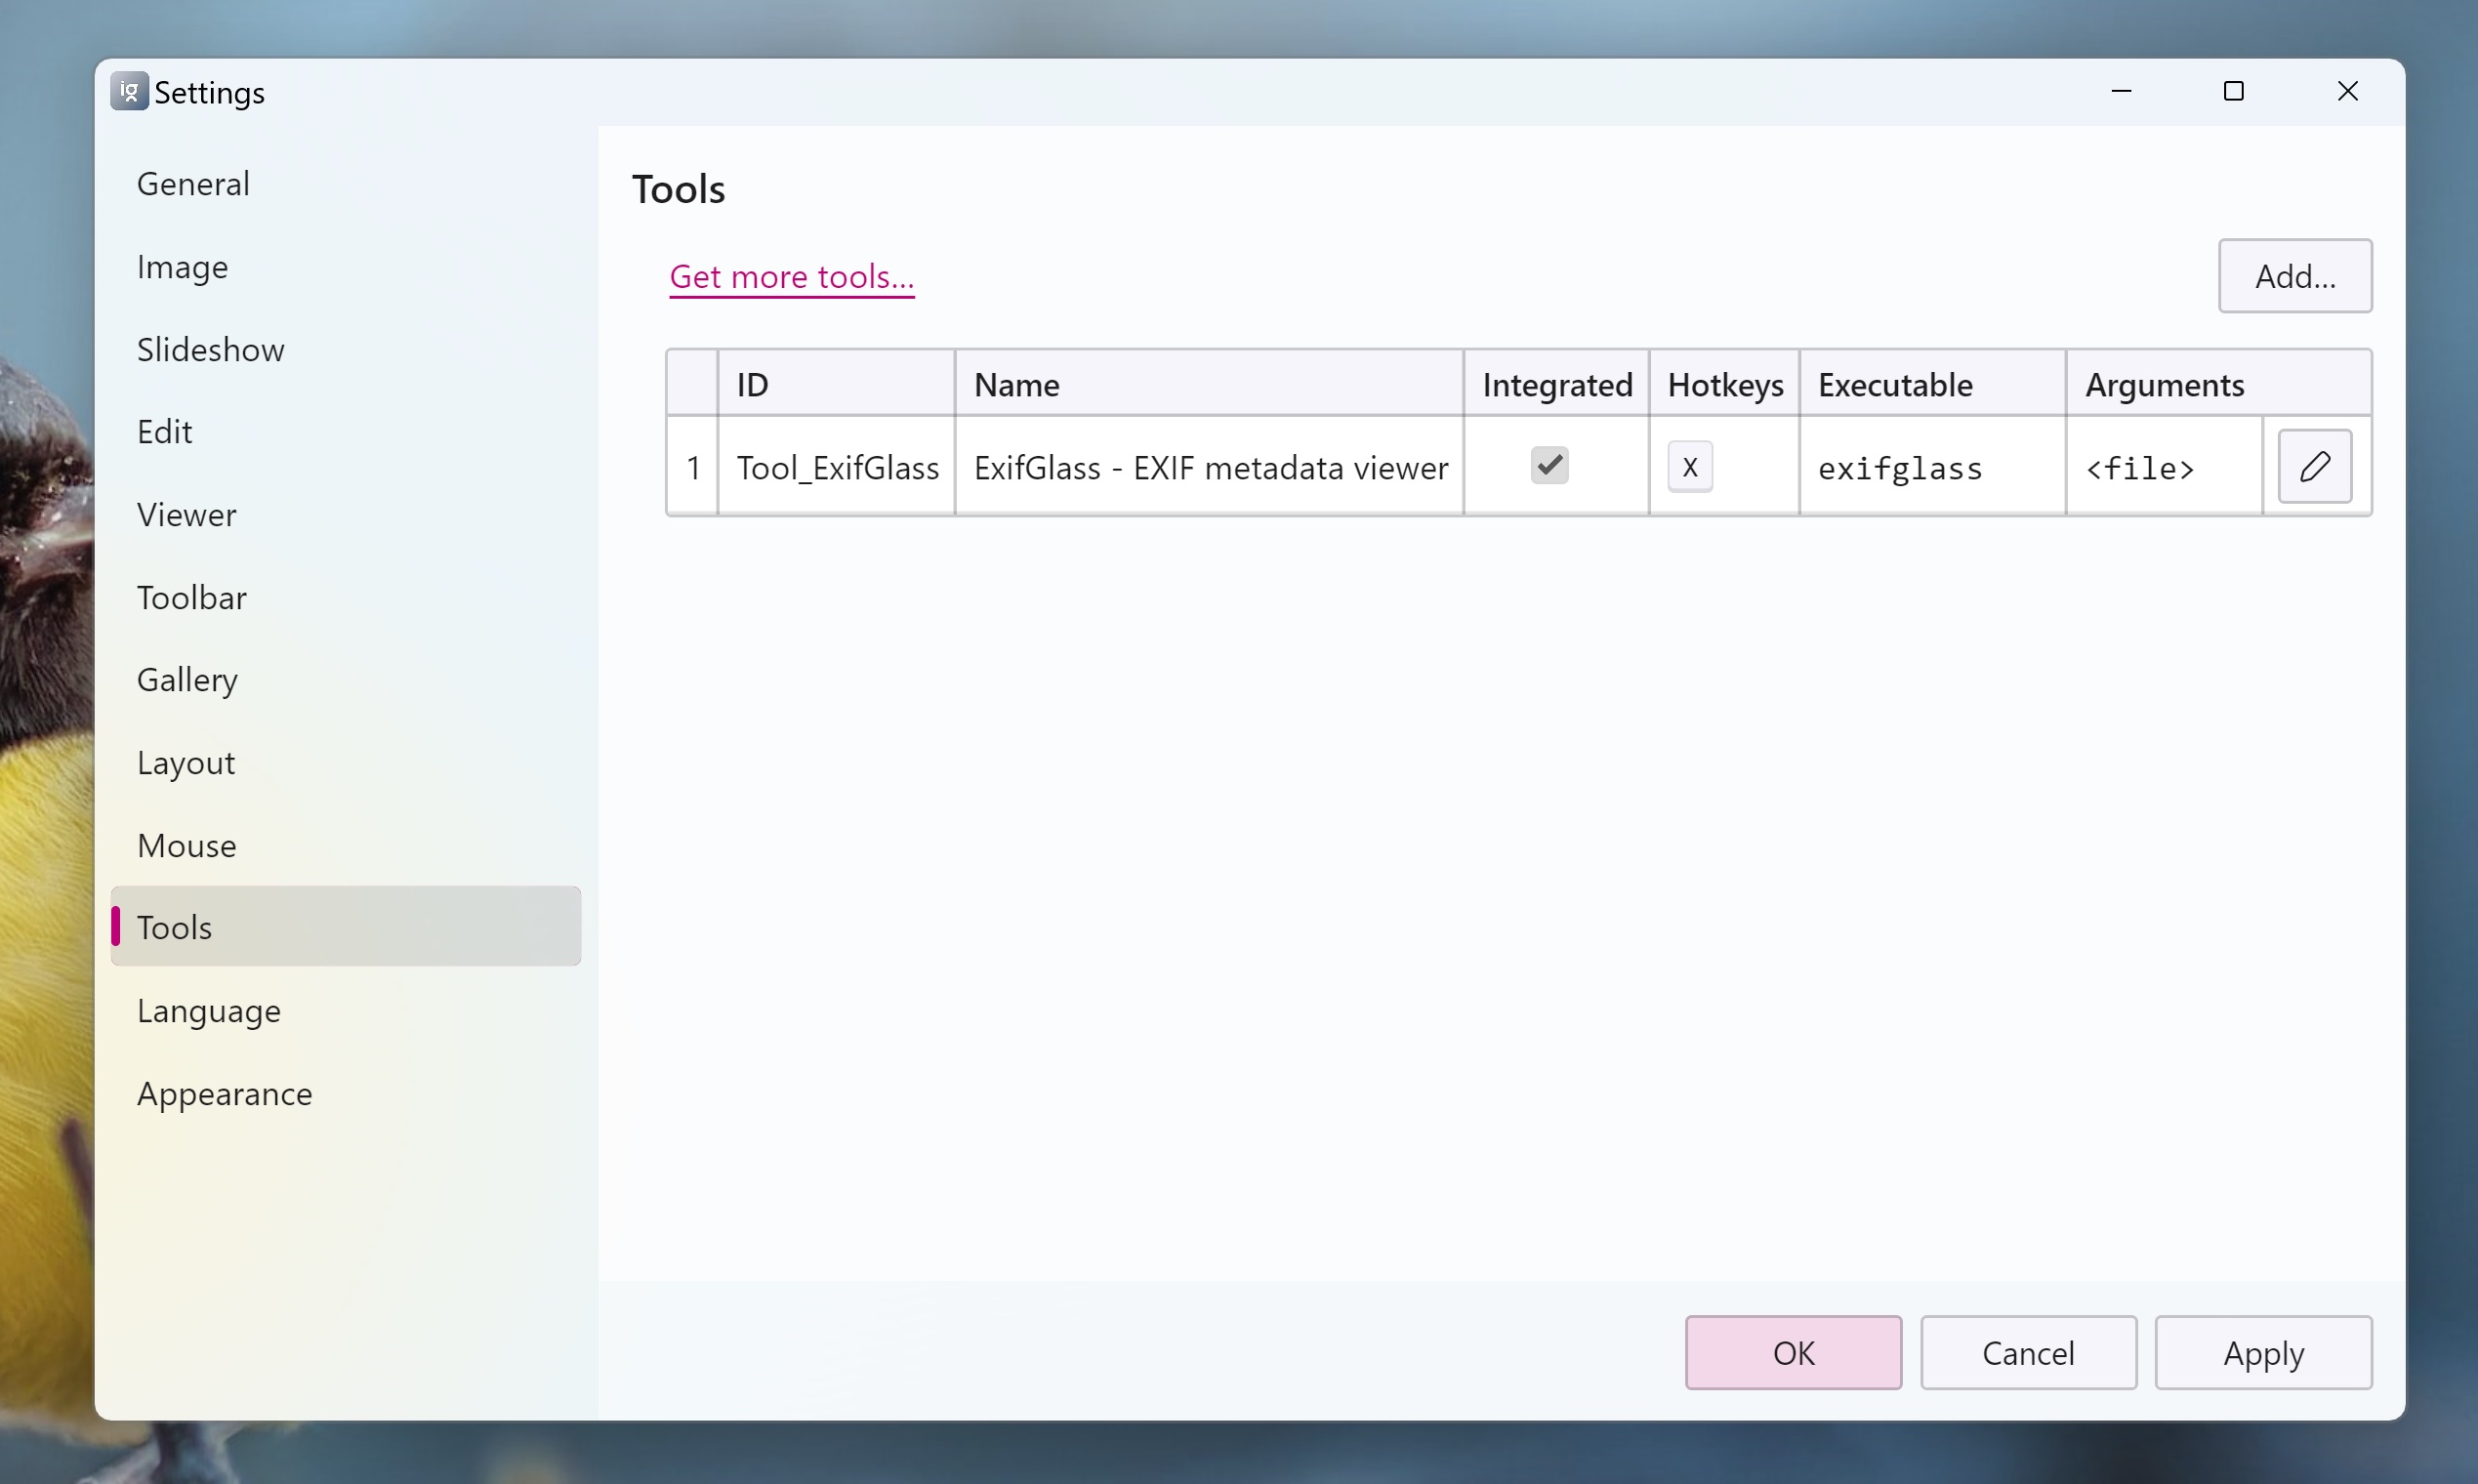 ig Settings
General
Image
Slideshow
Edit
Viewer
Toolbar
Gallery
Layout
Mouse
Tools
Language
Appearance
Tools
Get more tools...
Add...
ID Name Integrated Hotkeys Executable Arguments
1 Tool_ExifGlass ExifGlass - EXIF metadata viewer X exifglass <file>
OK Cancel Apply